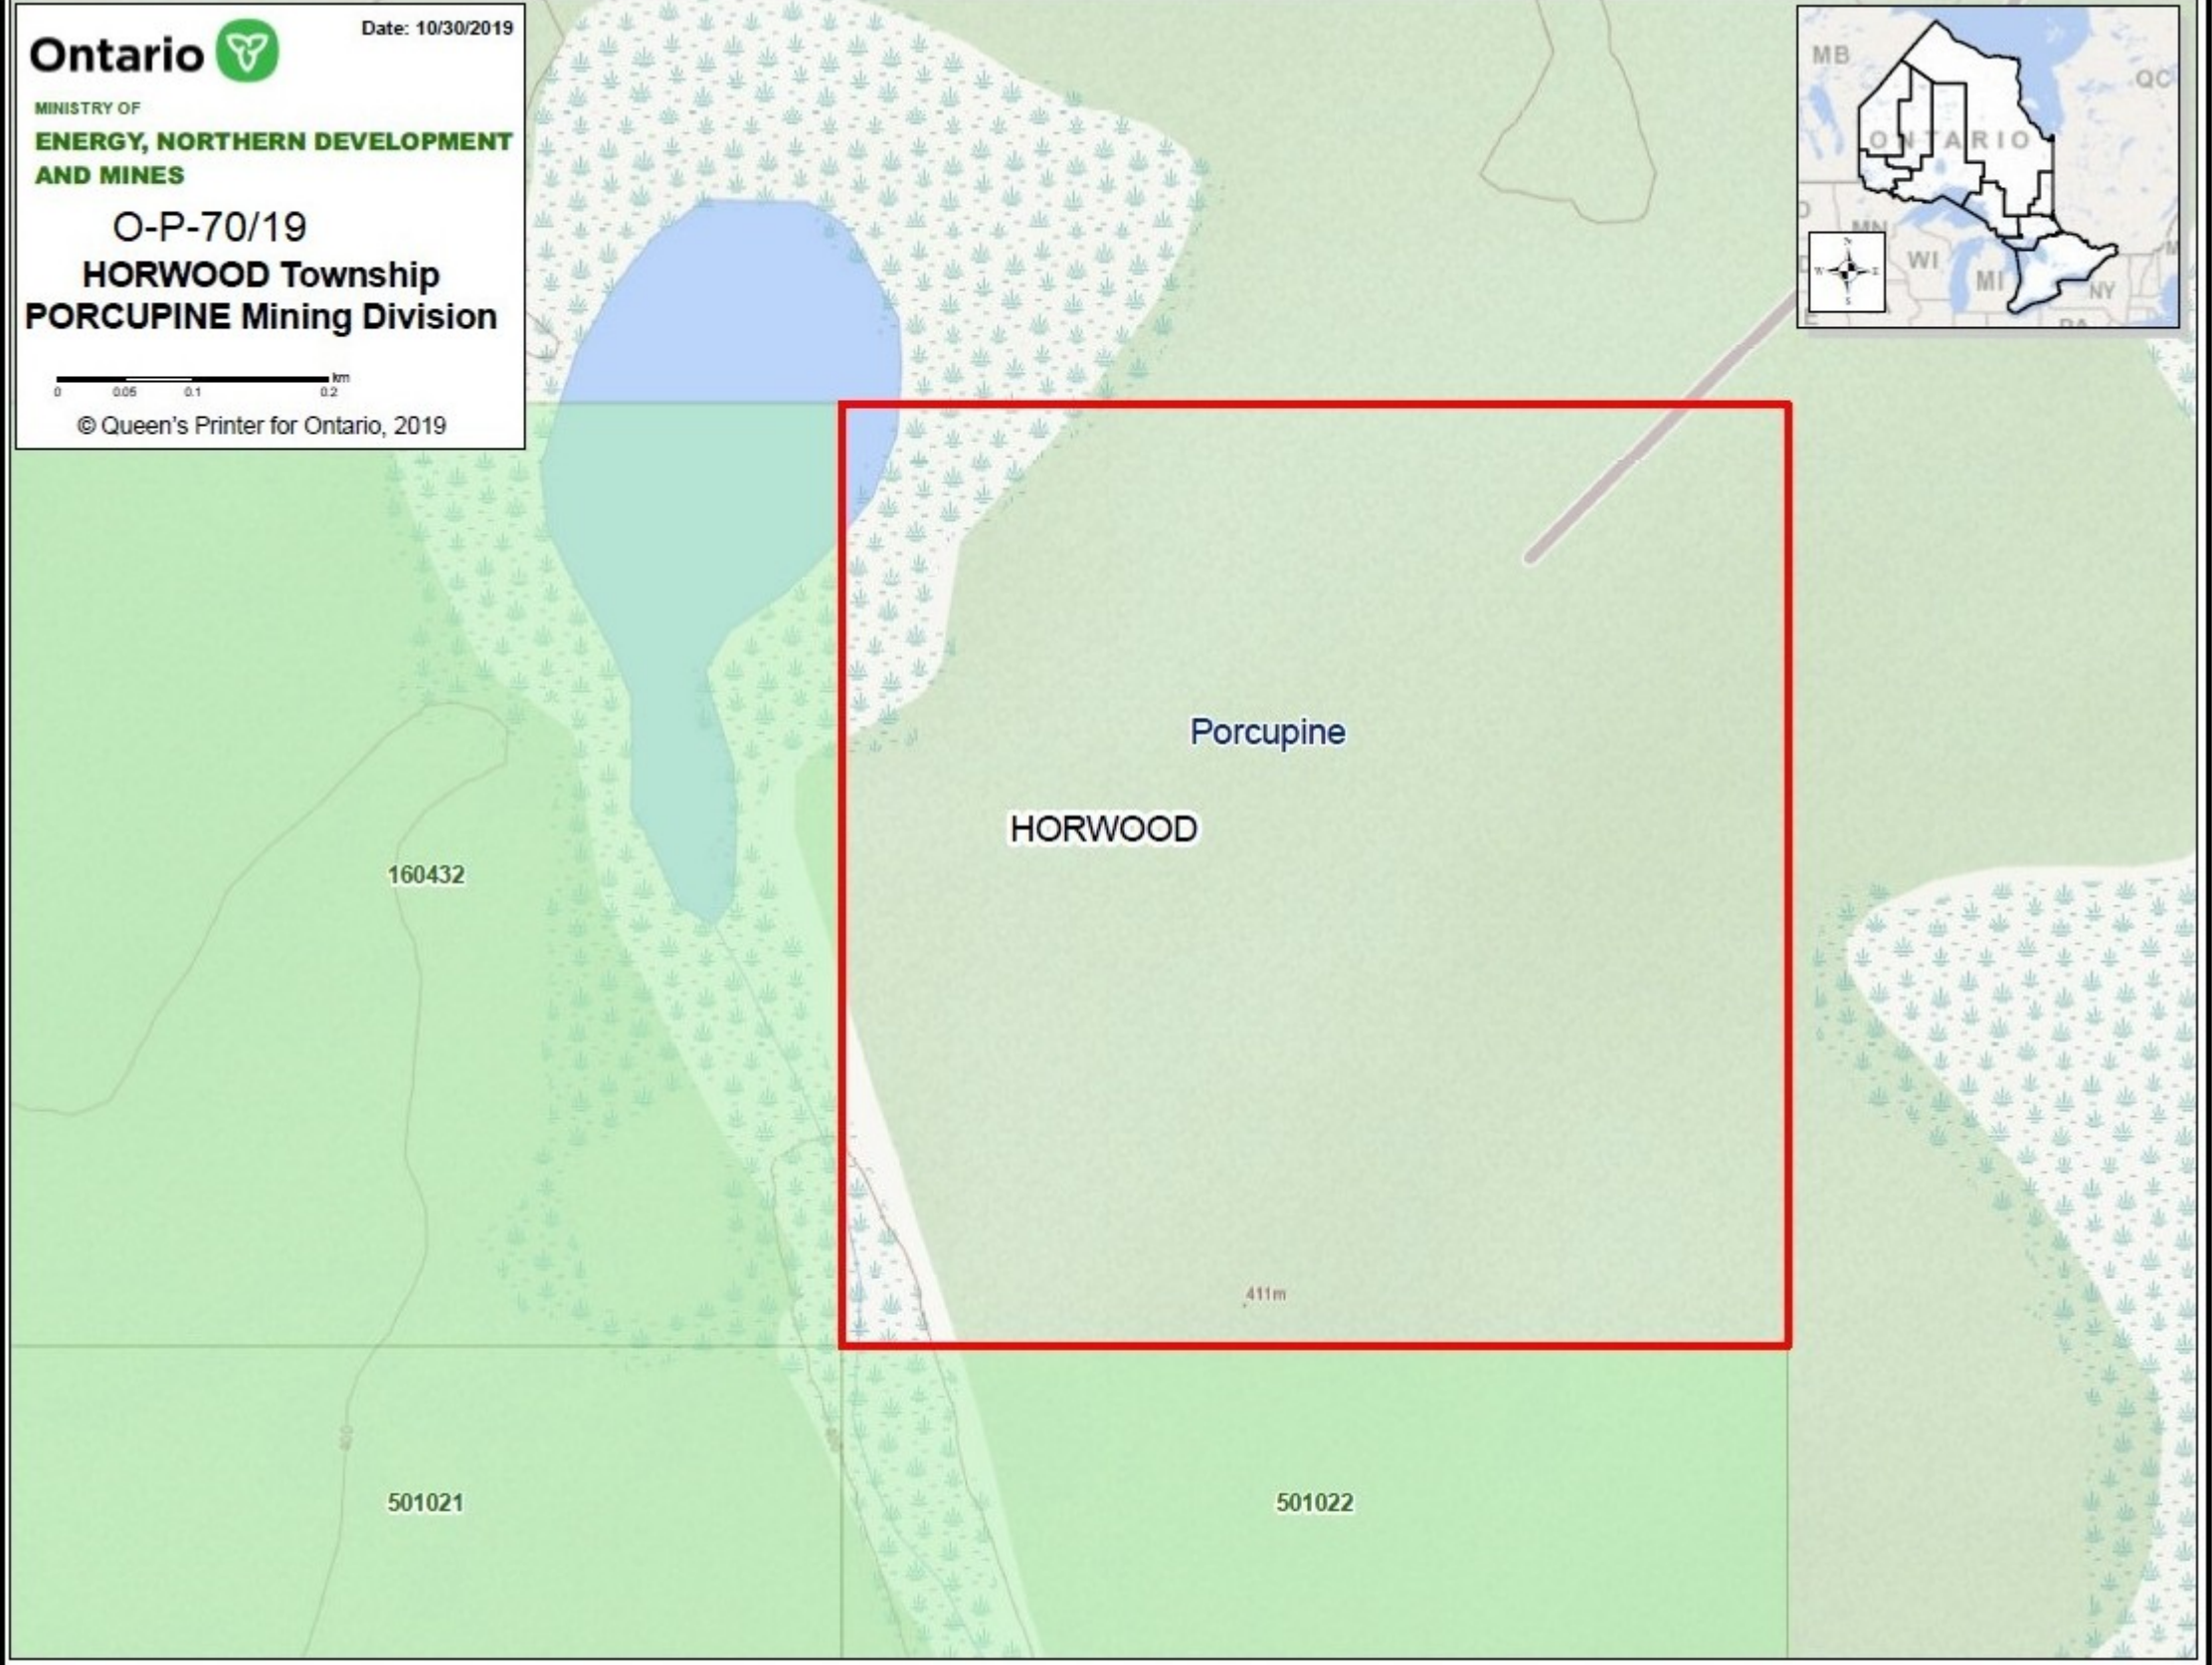 Ontario
Date: 10/30/2019
MINISTRY OF
ENERGY, NORTHERN DEVELOPMENT
AND MINES
O-P-70/19
HORWOOD Township
PORCUPINE Mining Division
km
0 0.05 0.1 0.2
© Queen's Printer for Ontario, 2019
MB
QC
ONTARIO
MN
WI
MI
NY
PA
N
W E
S
Porcupine
HORWOOD
160432
411m
501021
501022